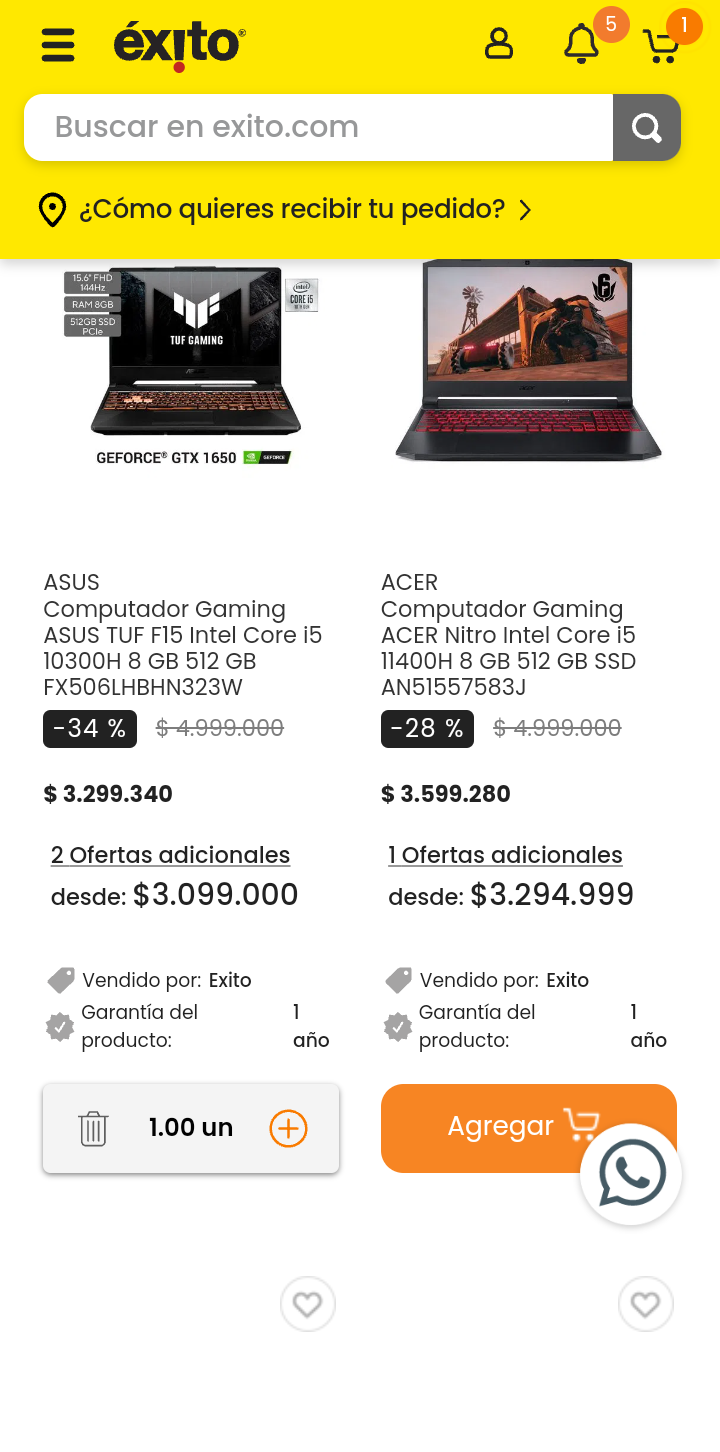 éxito
5
1
Buscar en exito.com
¿Cómo quieres recibir tu pedido?
15.6" FHD
144Hz
RAM 8GB
512GB SSD
PCIe
TUF GAMING
intel
CORE i5
GEFORCE® GTX 1650
GEFORCE
ASUS
Computador Gaming
ASUS TUF F15 Intel Core i5
10300H 8 GB 512 GB
FX506LHBHN323W
-34 % $ 4.999.000
$ 3.299.340
2 Ofertas adicionales
desde: $3.099.000
Vendido por: Exito
Garantía del
producto:
1
año
1.00 un
acer
ACER
Computador Gaming
ACER Nitro Intel Core i5
11400H 8 GB 512 GB SSD
AN51557583J
-28 % $ 4.999.000
$ 3.599.280
1 Ofertas adicionales
desde: $3.294.999
Vendido por: Exito
Garantía del
producto:
1
año
Agregar